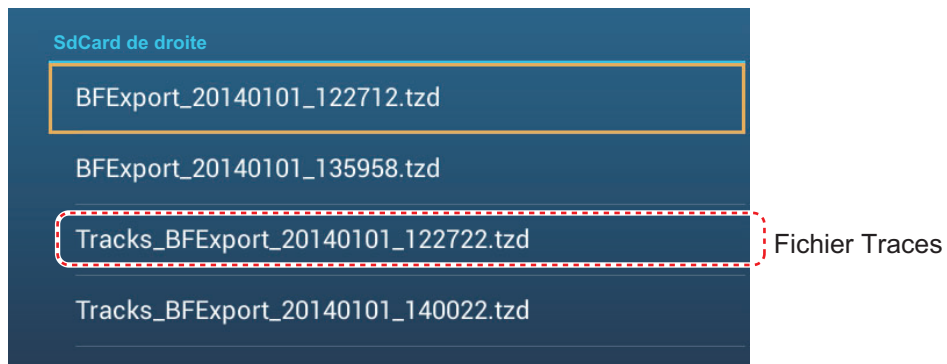 SdCard de droite
BFExport_20140101_122712.tzd
BFExport_20140101_135958.tzd
Tracks_BFExport_20140101_122722.tzd
Fichier Traces
Tracks_BFExport_20140101_140022.tzd